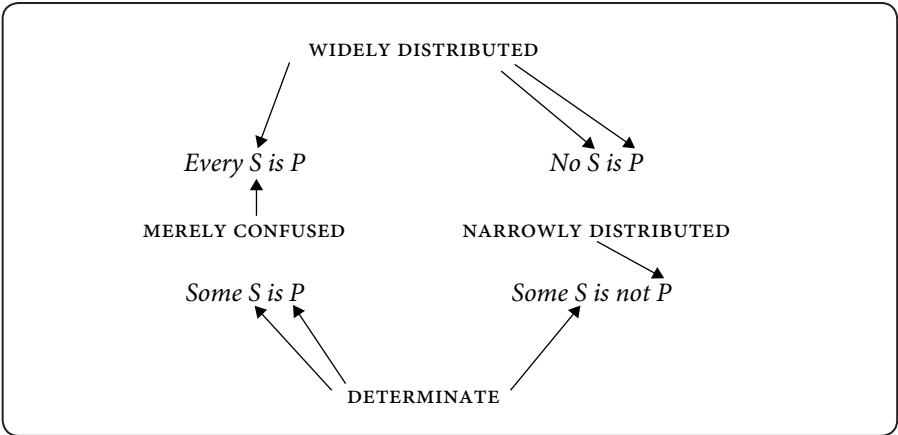 WIDELY DISTRIBUTED
Every S is P
No S is P
MERELY CONFUSED
NARROWLY DISTRIBUTED
Some S is P
Some S is not P
DETERMINATE